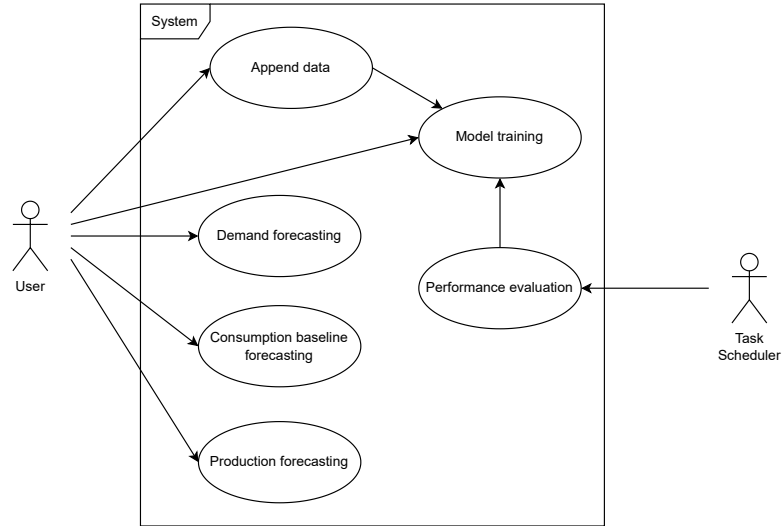 System
Append data
Model training
Demand forecasting
User
Performance evaluation
Consumption baseline
forecasting
Task
Scheduler
Production forecasting